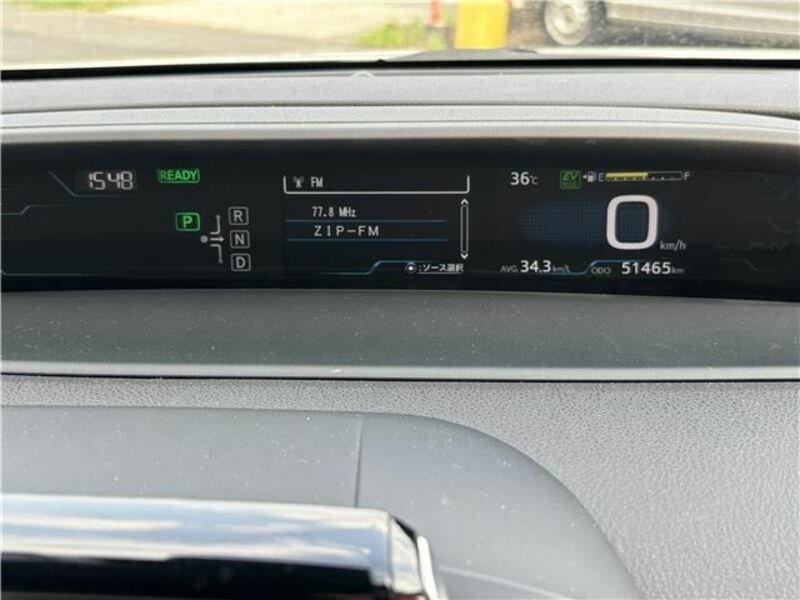 15:48 READY
P
R
N
D
FM
77.8 MHz
ZIP-FM
:ソース選択
36℃
EV
E F
0 km/h
AVG. 34.3 km/L ODO 51465 km
PHV